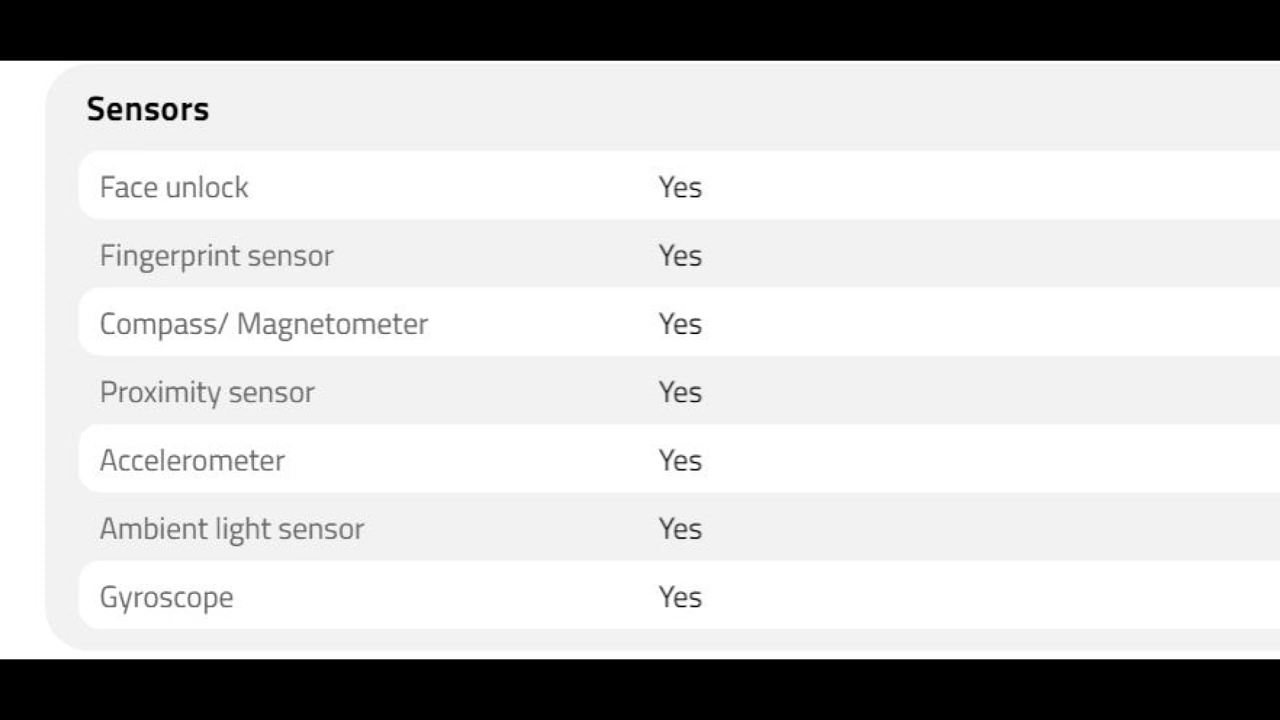 Sensors
Face unlock Yes
Fingerprint sensor Yes
Compass/ Magnetometer Yes
Proximity sensor Yes
Accelerometer Yes
Ambient light sensor Yes
Gyroscope Yes